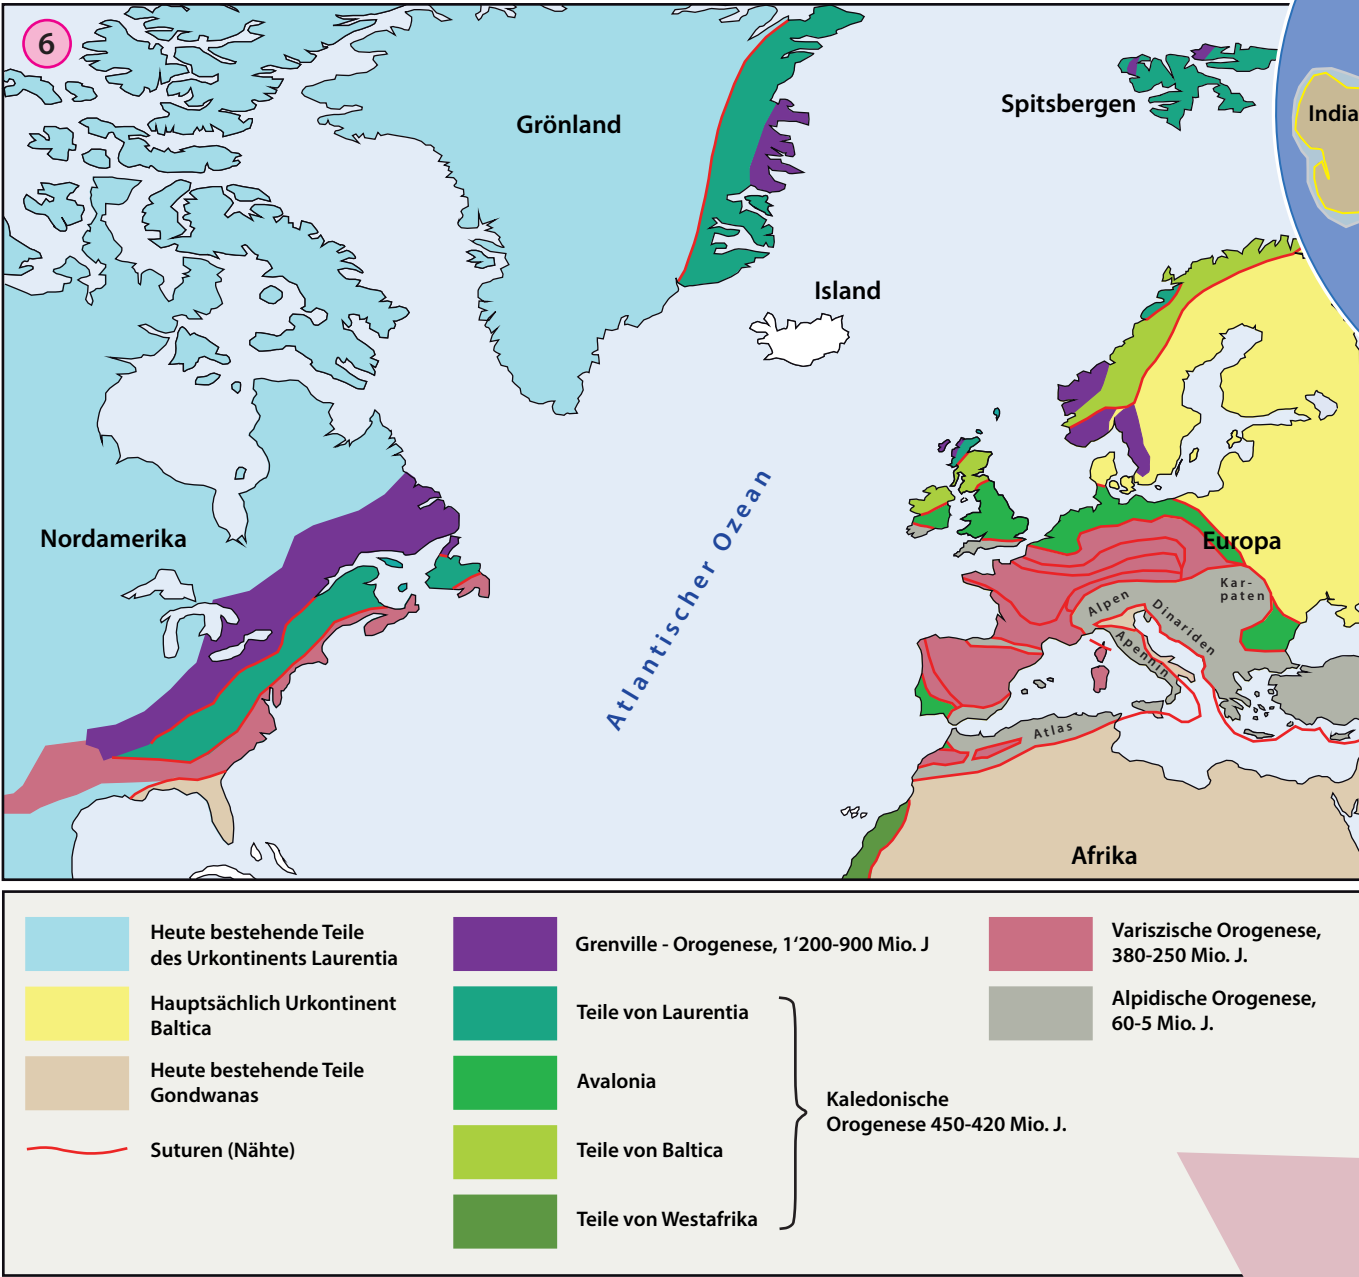 6
Grönland
Spitsbergen
India
Island
Nordamerika
Atlantischer Ozean
Europa
Kar-
paten
Alpen
Dinariden
Apennin
Atlas
Afrika
Heute bestehende Teile
des Urkontinents Laurentia
Hauptsächlich Urkontinent
Baltica
Heute bestehende Teile
Gondwanas
Suturen (Nähte)
Grenville - Orogenese, 1‘200-900 Mio. J
Teile von Laurentia
Avalonia
Teile von Baltica
Teile von Westafrika
Kaledonische
Orogenese 450-420 Mio. J.
Variszische Orogenese,
380-250 Mio. J.
Alpidische Orogenese,
60-5 Mio. J.